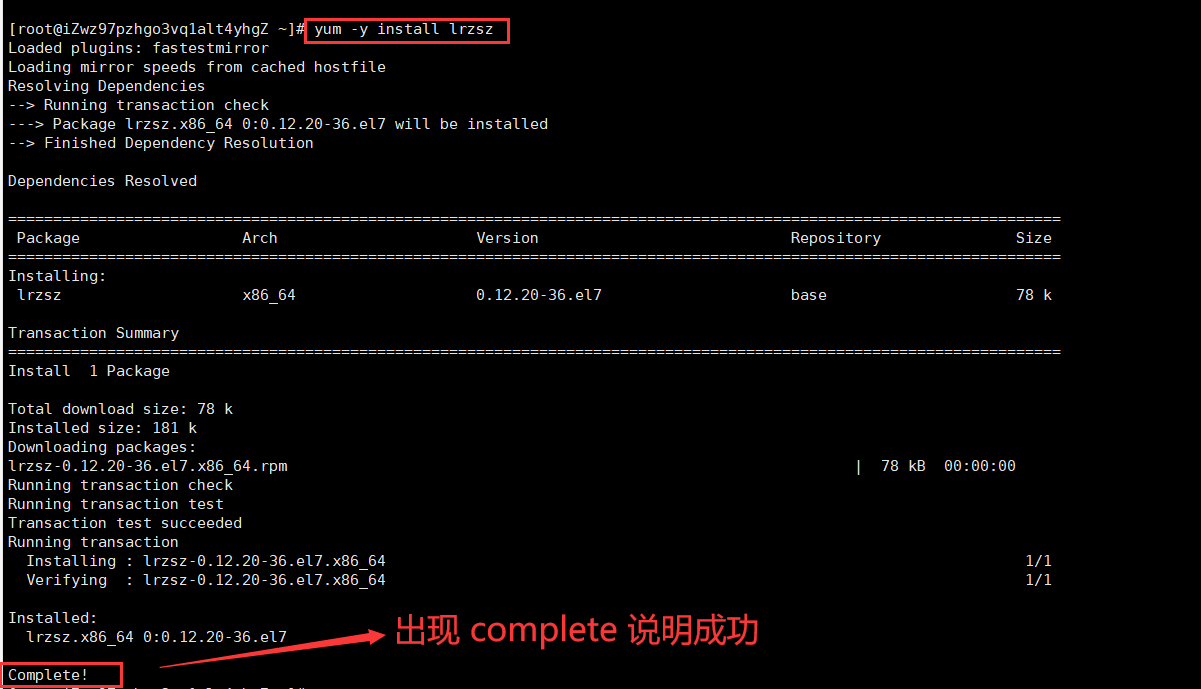 [root@iZwz97pzhgo3vq1alt4yhgZ ~]# yum -y install lrzsz
Loaded plugins: fastestmirror
Loading mirror speeds from cached hostfile
Resolving Dependencies
--> Running transaction check
---> Package lrzsz.x86_64 0:0.12.20-36.el7 will be installed
--> Finished Dependency Resolution
Dependencies Resolved
=====================================================================================================================
Package Arch Version Repository Size
=====================================================================================================================
Installing:
lrzsz x86_64 0.12.20-36.el7 base 78 k
Transaction Summary
=====================================================================================================================
Install 1 Package
Total download size: 78 k
Installed size: 181 k
Downloading packages:
lrzsz-0.12.20-36.el7.x86_64.rpm | 78 kB 00:00:00
Running transaction check
Running transaction test
Transaction test succeeded
Running transaction
Installing : lrzsz-0.12.20-36.el7.x86_64 1/1
Verifying : lrzsz-0.12.20-36.el7.x86_64 1/1
Installed:
lrzsz.x86_64 0:0.12.20-36.el7
出现 complete 说明成功
Complete!